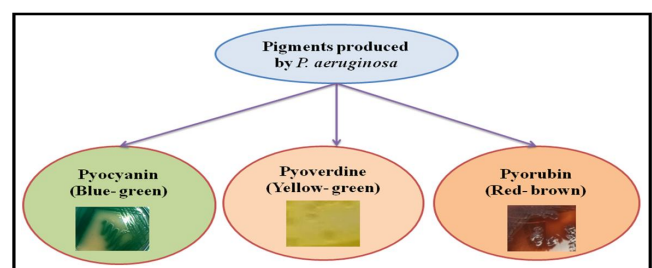 Pigments produced
by P. aeruginosa
Pyocyanin
(Blue- green)
Pyoverdine
(Yellow- green)
Pyorubin
(Red- brown)